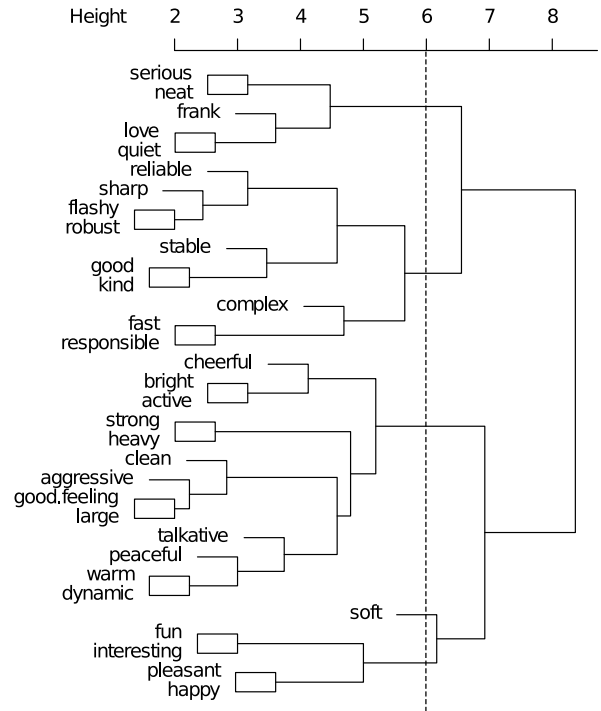 Height 2 3 4 5 6 7 8
serious
neat
frank
love
quiet
reliable
sharp
flashy
robust
stable
good
kind
complex
fast
responsible
cheerful
bright
active
strong
heavy
clean
aggressive
good.feeling
large
talkative
peaceful
warm
dynamic
soft
fun
interesting
pleasant
happy